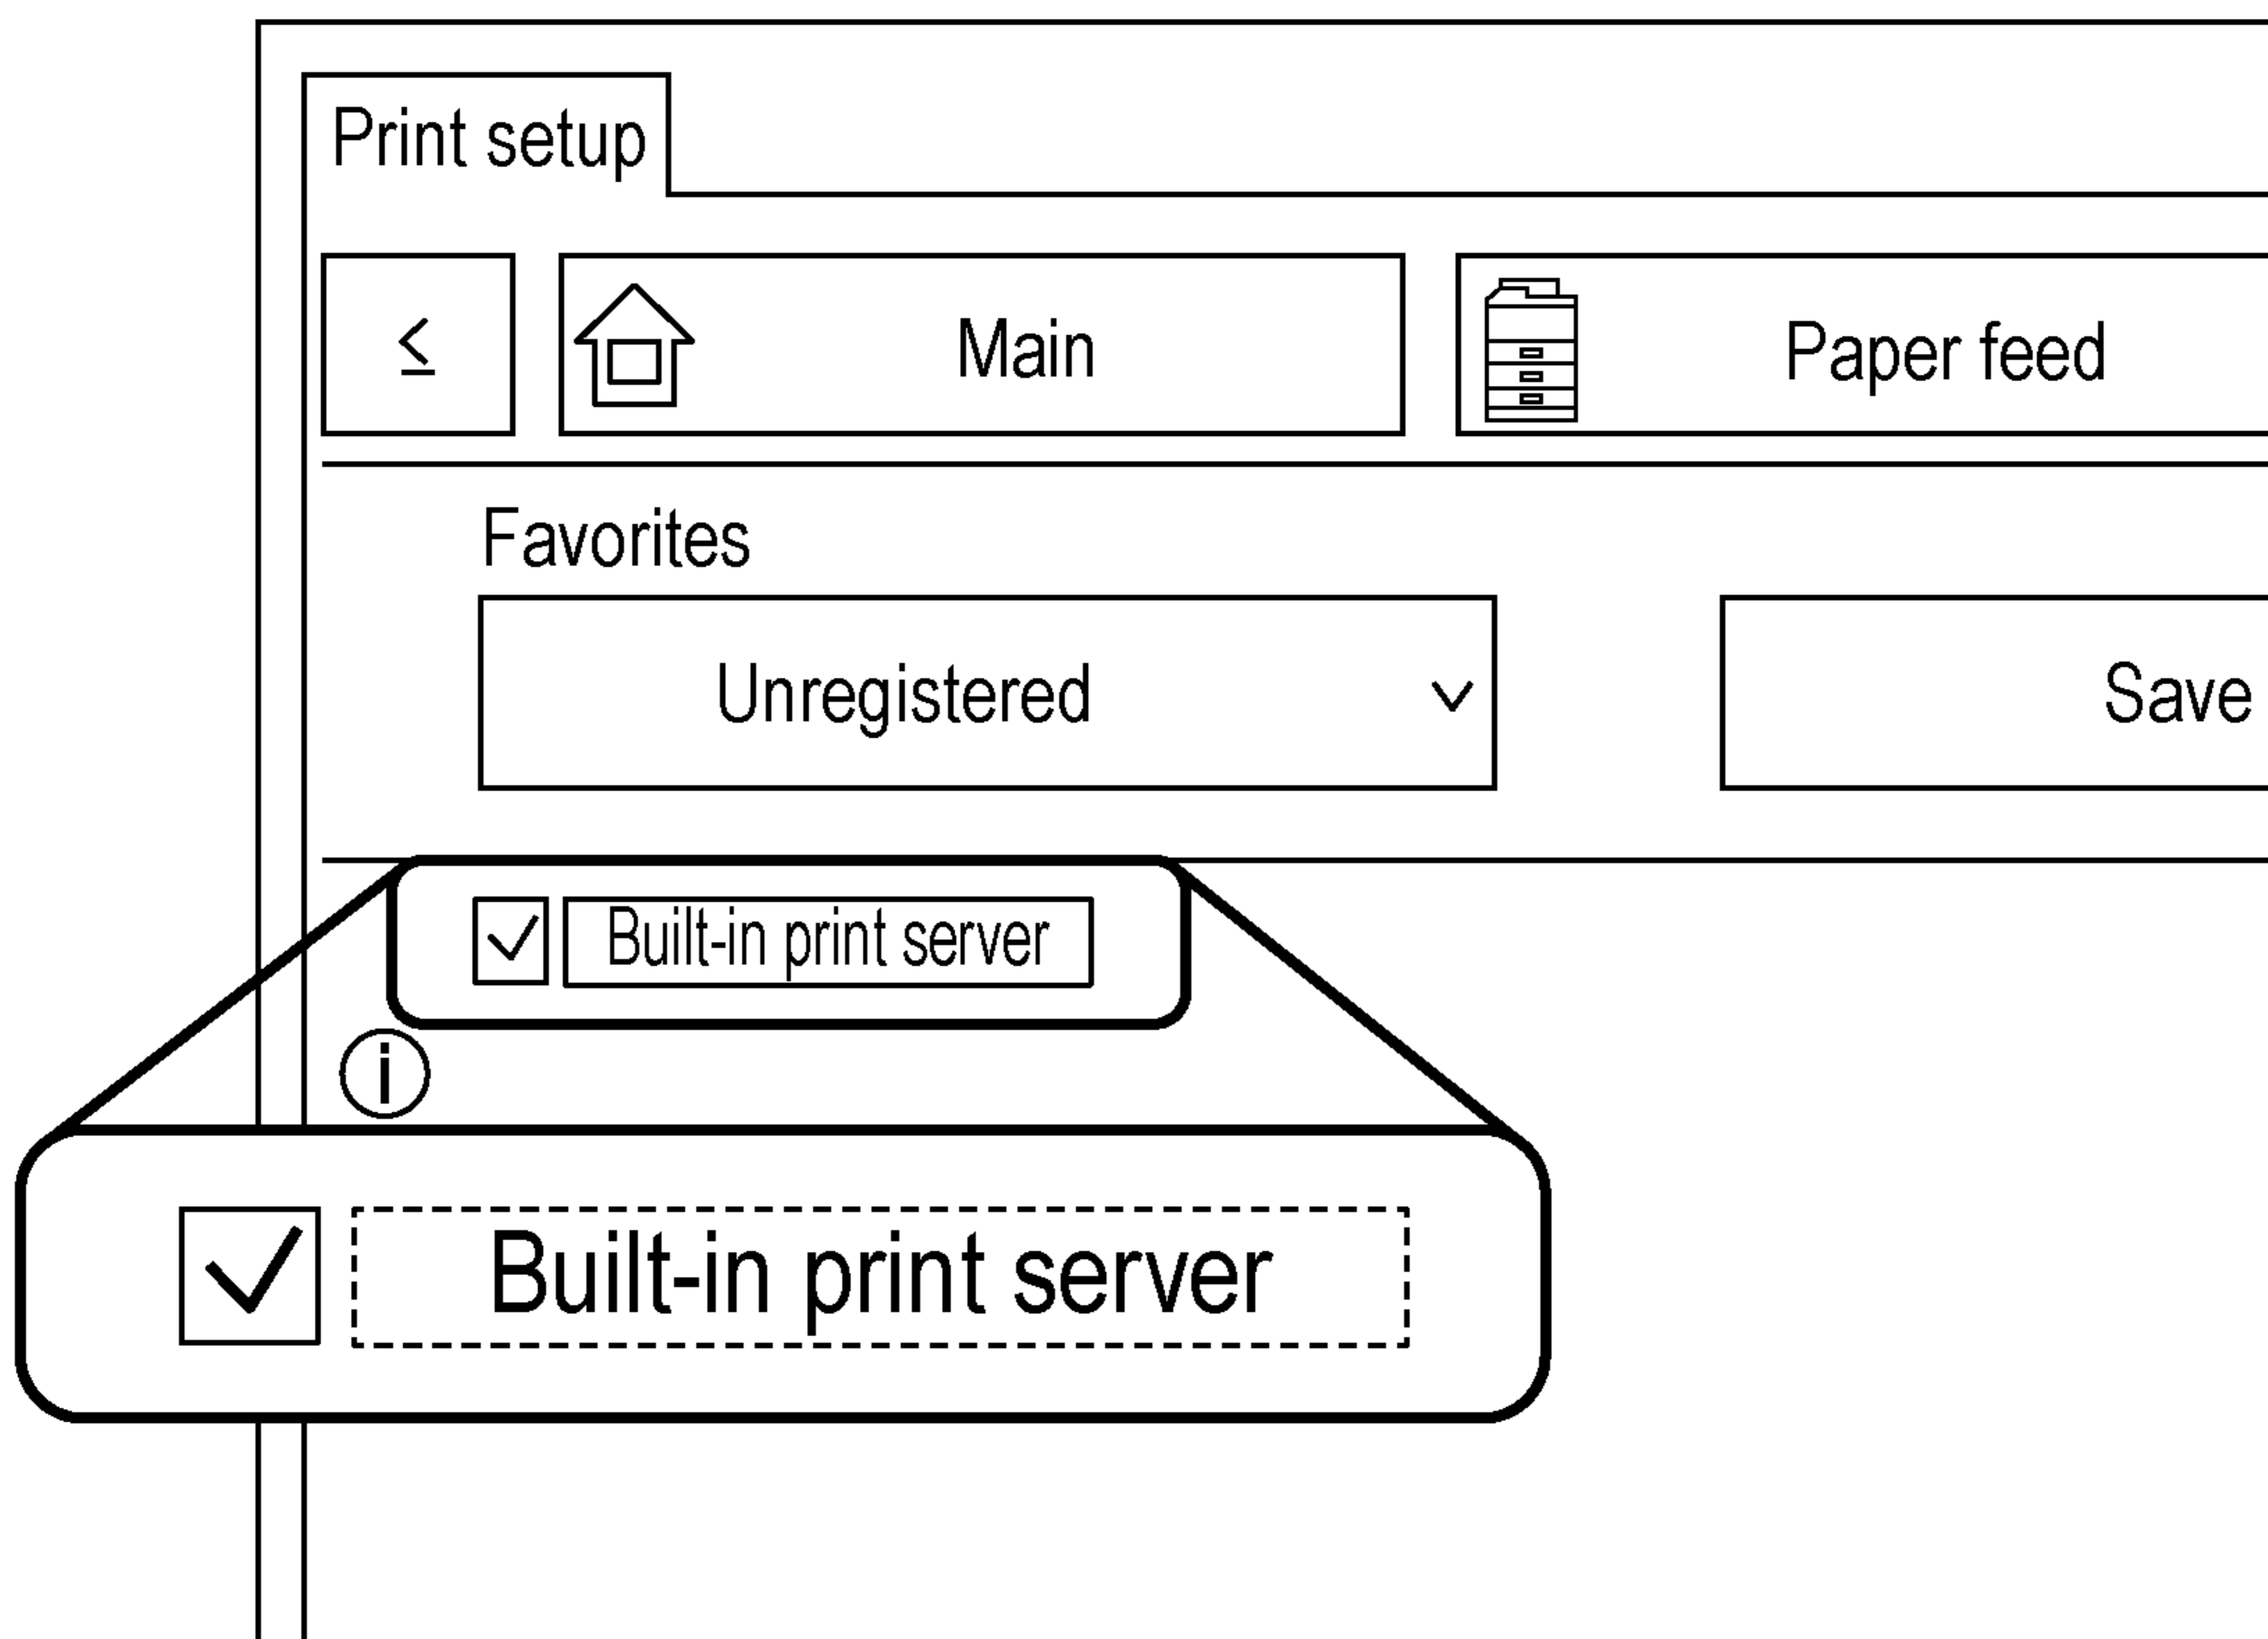 Print setup
< Main Paper feed
Favorites
Unregistered Save
Built-in print server
i
Built-in print server